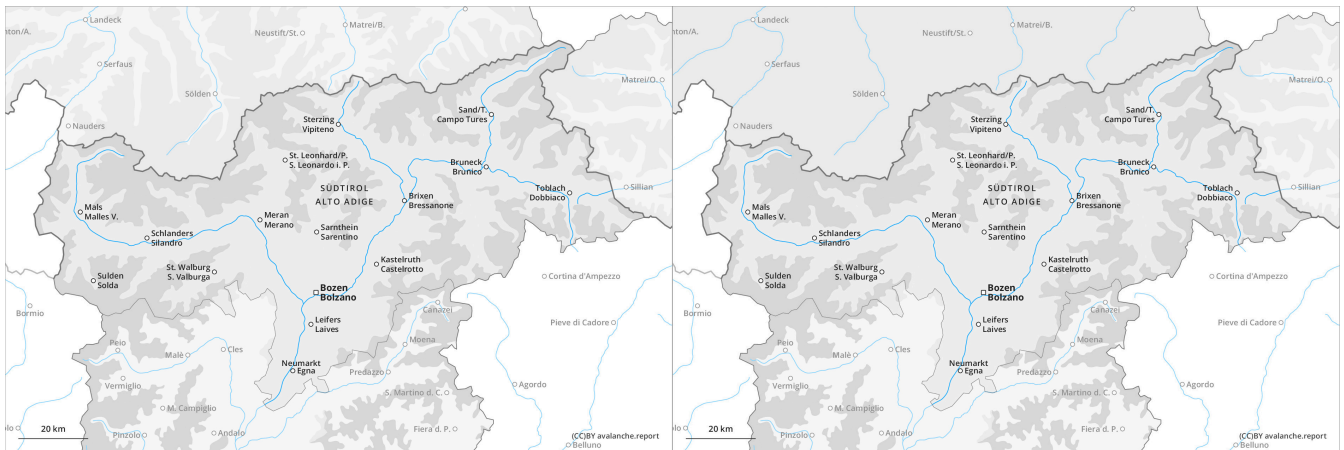 Landeck
nton/A.
Matrei/B.
Neustift/St.
Serfaus
Matrei/O.
Sölden
Sand/T.
Campo Tures
Sterzing
Vipiteno
Nauders
St. Leonhard/P.
S. Leonardo i. P.
Bruneck
Brunico
SÜDTIROL
ALTO ADIGE
Toblach
Dobbiaco
Sillian
Brixen
Bressanone
Mals
Malles V.
Meran
Merano
Sarnthein
Sarentino
Schlanders
Silandro
Kastelruth
Castelrotto
St. Walburg
S. Valburga
Sulden
Solda
Cortina d'Ampezzo
Bozen
Bolzano
Bormio
Canazei
Leifers
Laives
Pieve di Cadore
Peio
Moena
Cles
Malè
Neumarkt
Egna
Predazzo
Vermiglio
Agordo
S. Martino d. C.
M. Campiglio
20 km
Pinzolo
Andalo
Fiera d. P.
(CC)BY avalanche.report
Belluno
Landeck
nton/A.
Matrei/B.
Neustift/St.
Serfaus
Matrei/O.
Sölden
Sand/T.
Campo Tures
Sterzing
Vipiteno
Nauders
St. Leonhard/P.
S. Leonardo i. P.
Bruneck
Brunico
SÜDTIROL
ALTO ADIGE
Toblach
Dobbiaco
Sillian
Brixen
Bressanone
Mals
Malles V.
Meran
Merano
Sarnthein
Sarentino
Schlanders
Silandro
Kastelruth
Castelrotto
St. Walburg
S. Valburga
Sulden
Solda
Cortina d'Ampezzo
Bozen
Bolzano
Bormio
Canazei
Leifers
Laives
Pieve di Cadore
Peio
Moena
Cles
Malè
Neumarkt
Egna
Predazzo
Vermiglio
Agordo
S. Martino d. C.
M. Campiglio
20 km
Pinzolo
Andalo
Fiera d. P.
(CC)BY avalanche.report
Belluno